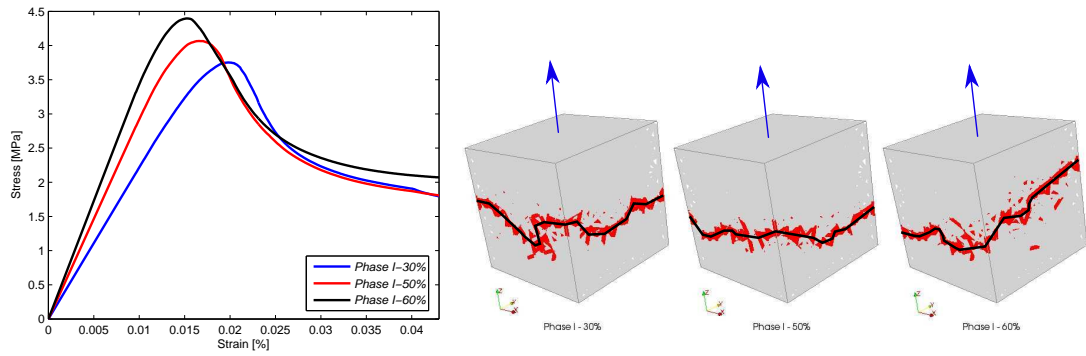 4.5
4
3.5
3
2.5
2
1.5
1
0.5
0
Stress [MPa]
0 0.005 0.01 0.015 0.02 0.025 0.03 0.035 0.04
Strain [%]
Phase I–30%
Phase I–50%
Phase I–60%
Z Y X
Phase I - 30%
Z Y X
Phase I - 50%
Z Y X
Phase I - 60%